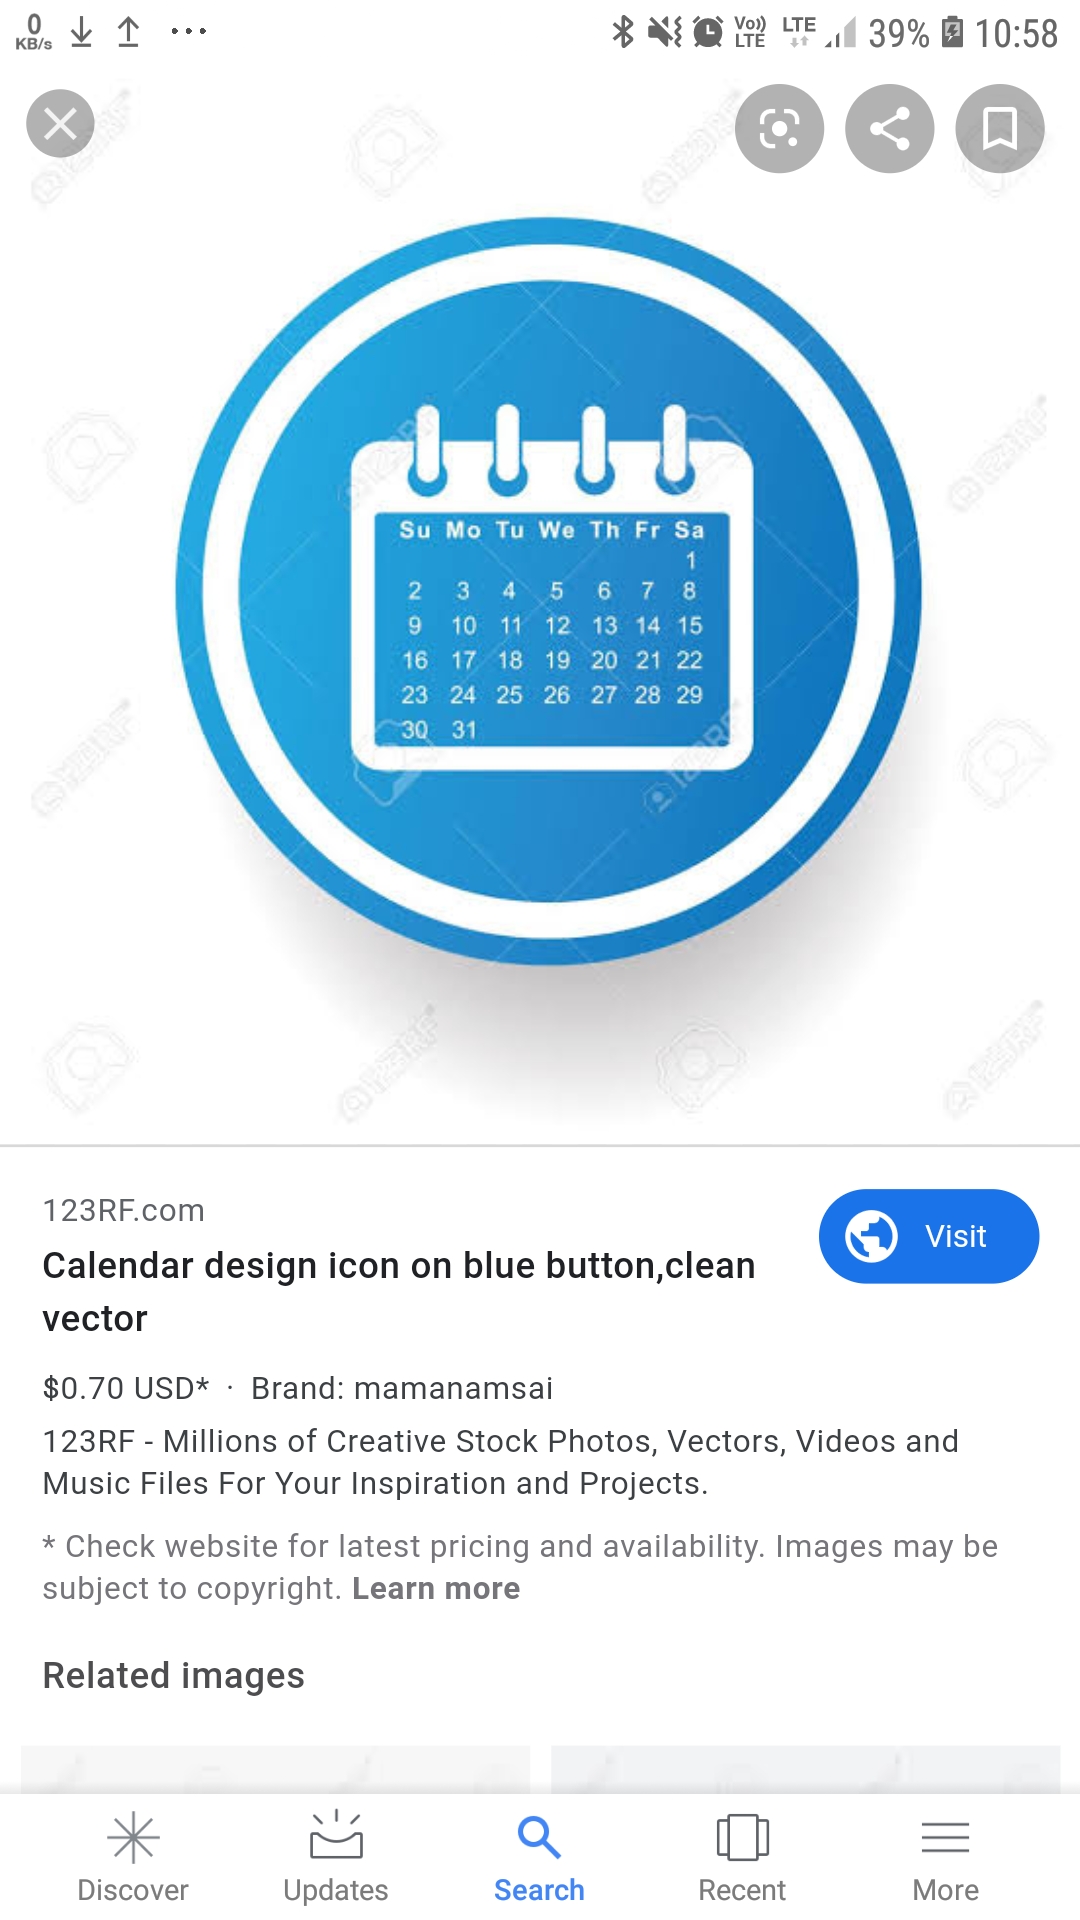 0
KB/s
Vo))
LTE
LTE
39%
10:58
Su Mo Tu We Th Fr Sa
1
2 3 4 5 6 7 8
9 10 11 12 13 14 15
16 17 18 19 20 21 22
23 24 25 26 27 28 29
30 31
123RF
123RF.com
Visit
Calendar design icon on blue button,clean
vector
$0.70 USD* · Brand: mamanamsai
123RF - Millions of Creative Stock Photos, Vectors, Videos and
Music Files For Your Inspiration and Projects.
* Check website for latest pricing and availability. Images may be
subject to copyright. Learn more
Related images
Discover Updates Search Recent More